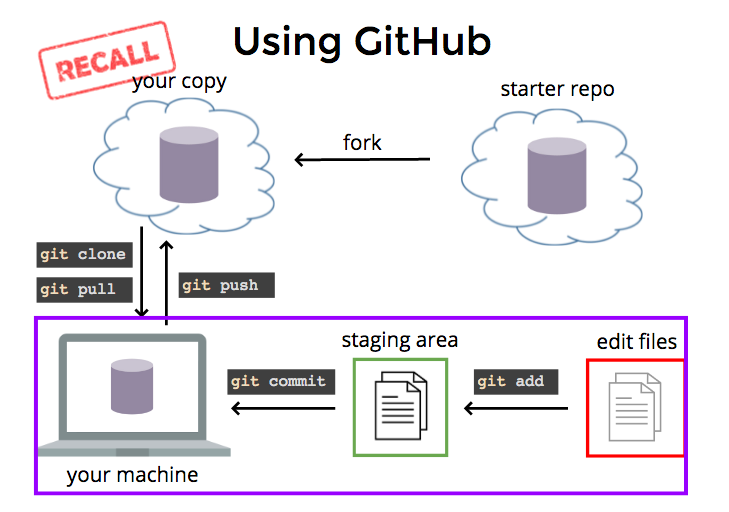 Using GitHub
RECALL
your copy
starter repo
fork
git clone
git pull
git push
staging area
edit files
git commit
git add
your machine